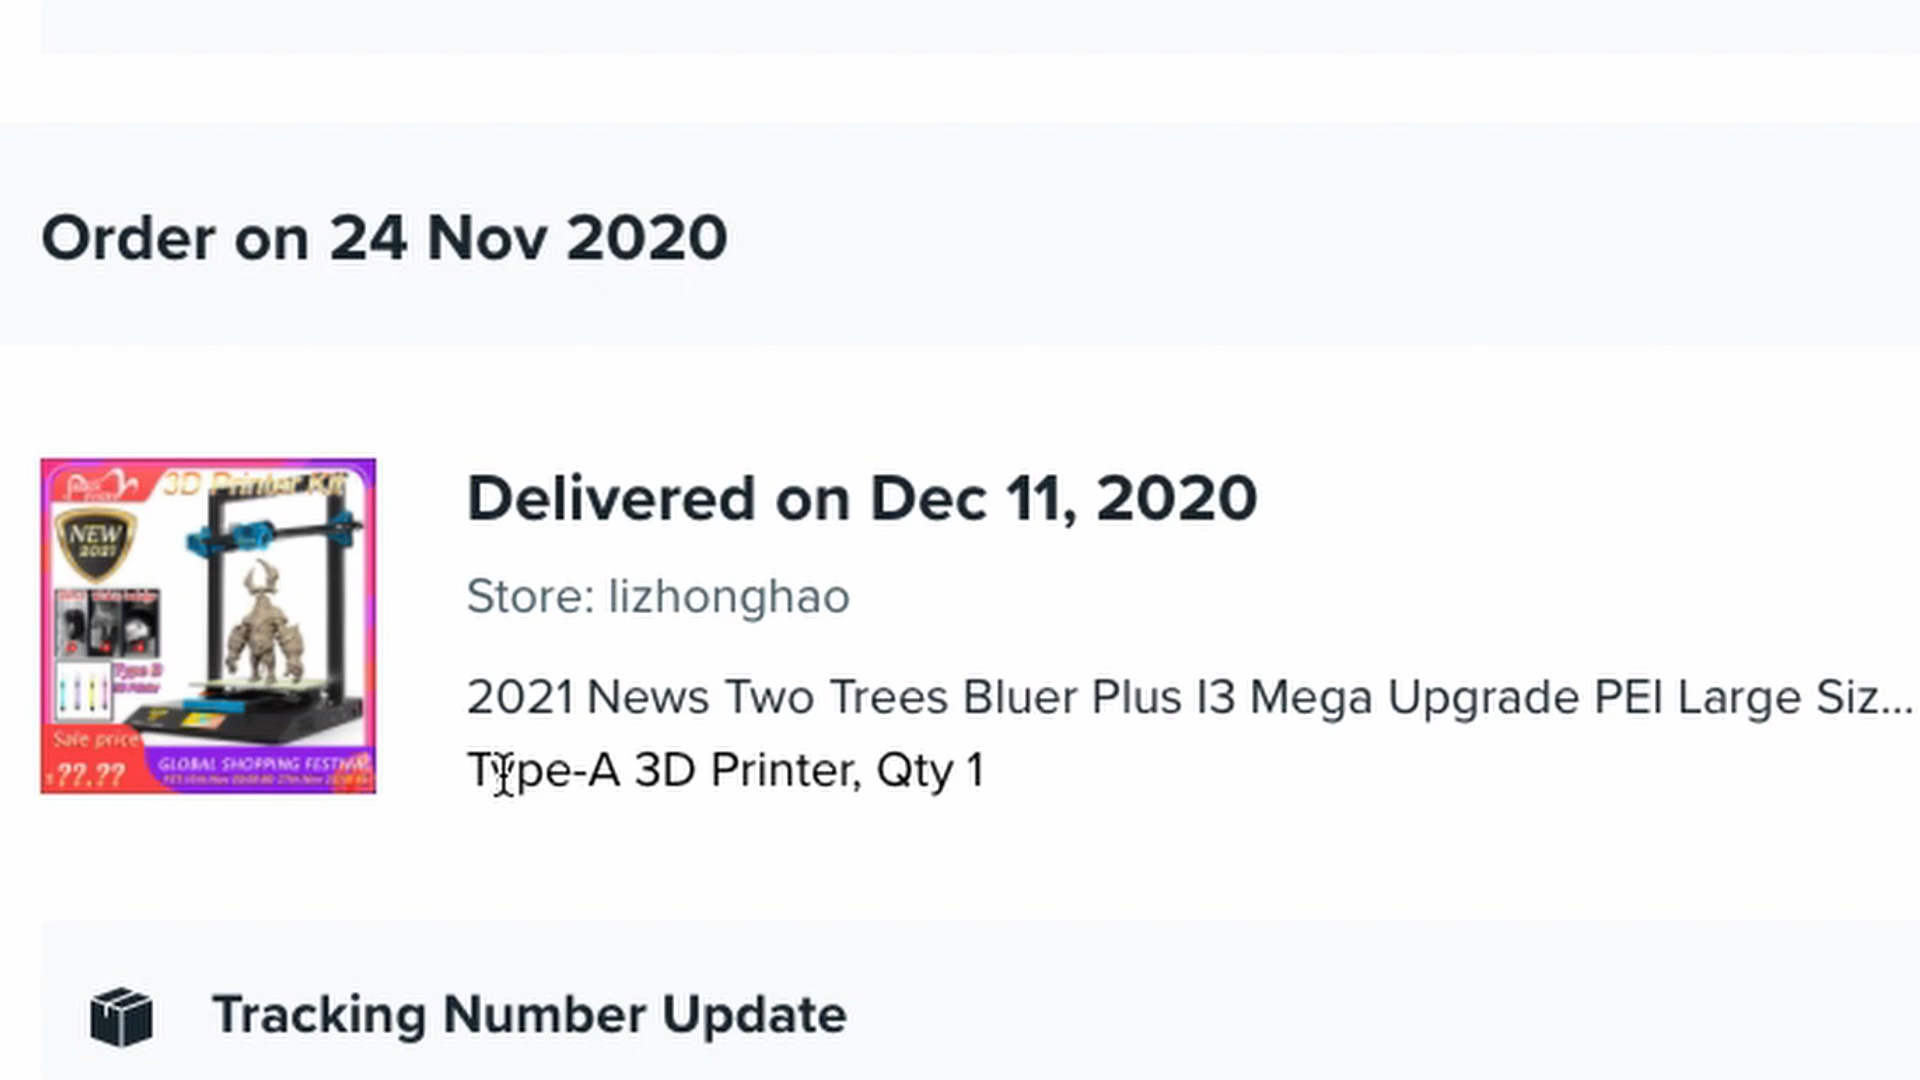 Order on 24 Nov 2020
3D Printer Kit
NEW
2021
Sale price
??.??
GLOBAL SHOPPING FESTIVAL
Delivered on Dec 11, 2020
Store: lizhonghao
2021 News Two Trees Bluer Plus I3 Mega Upgrade PEI Large Siz...
Type-A 3D Printer, Qty 1
Tracking Number Update